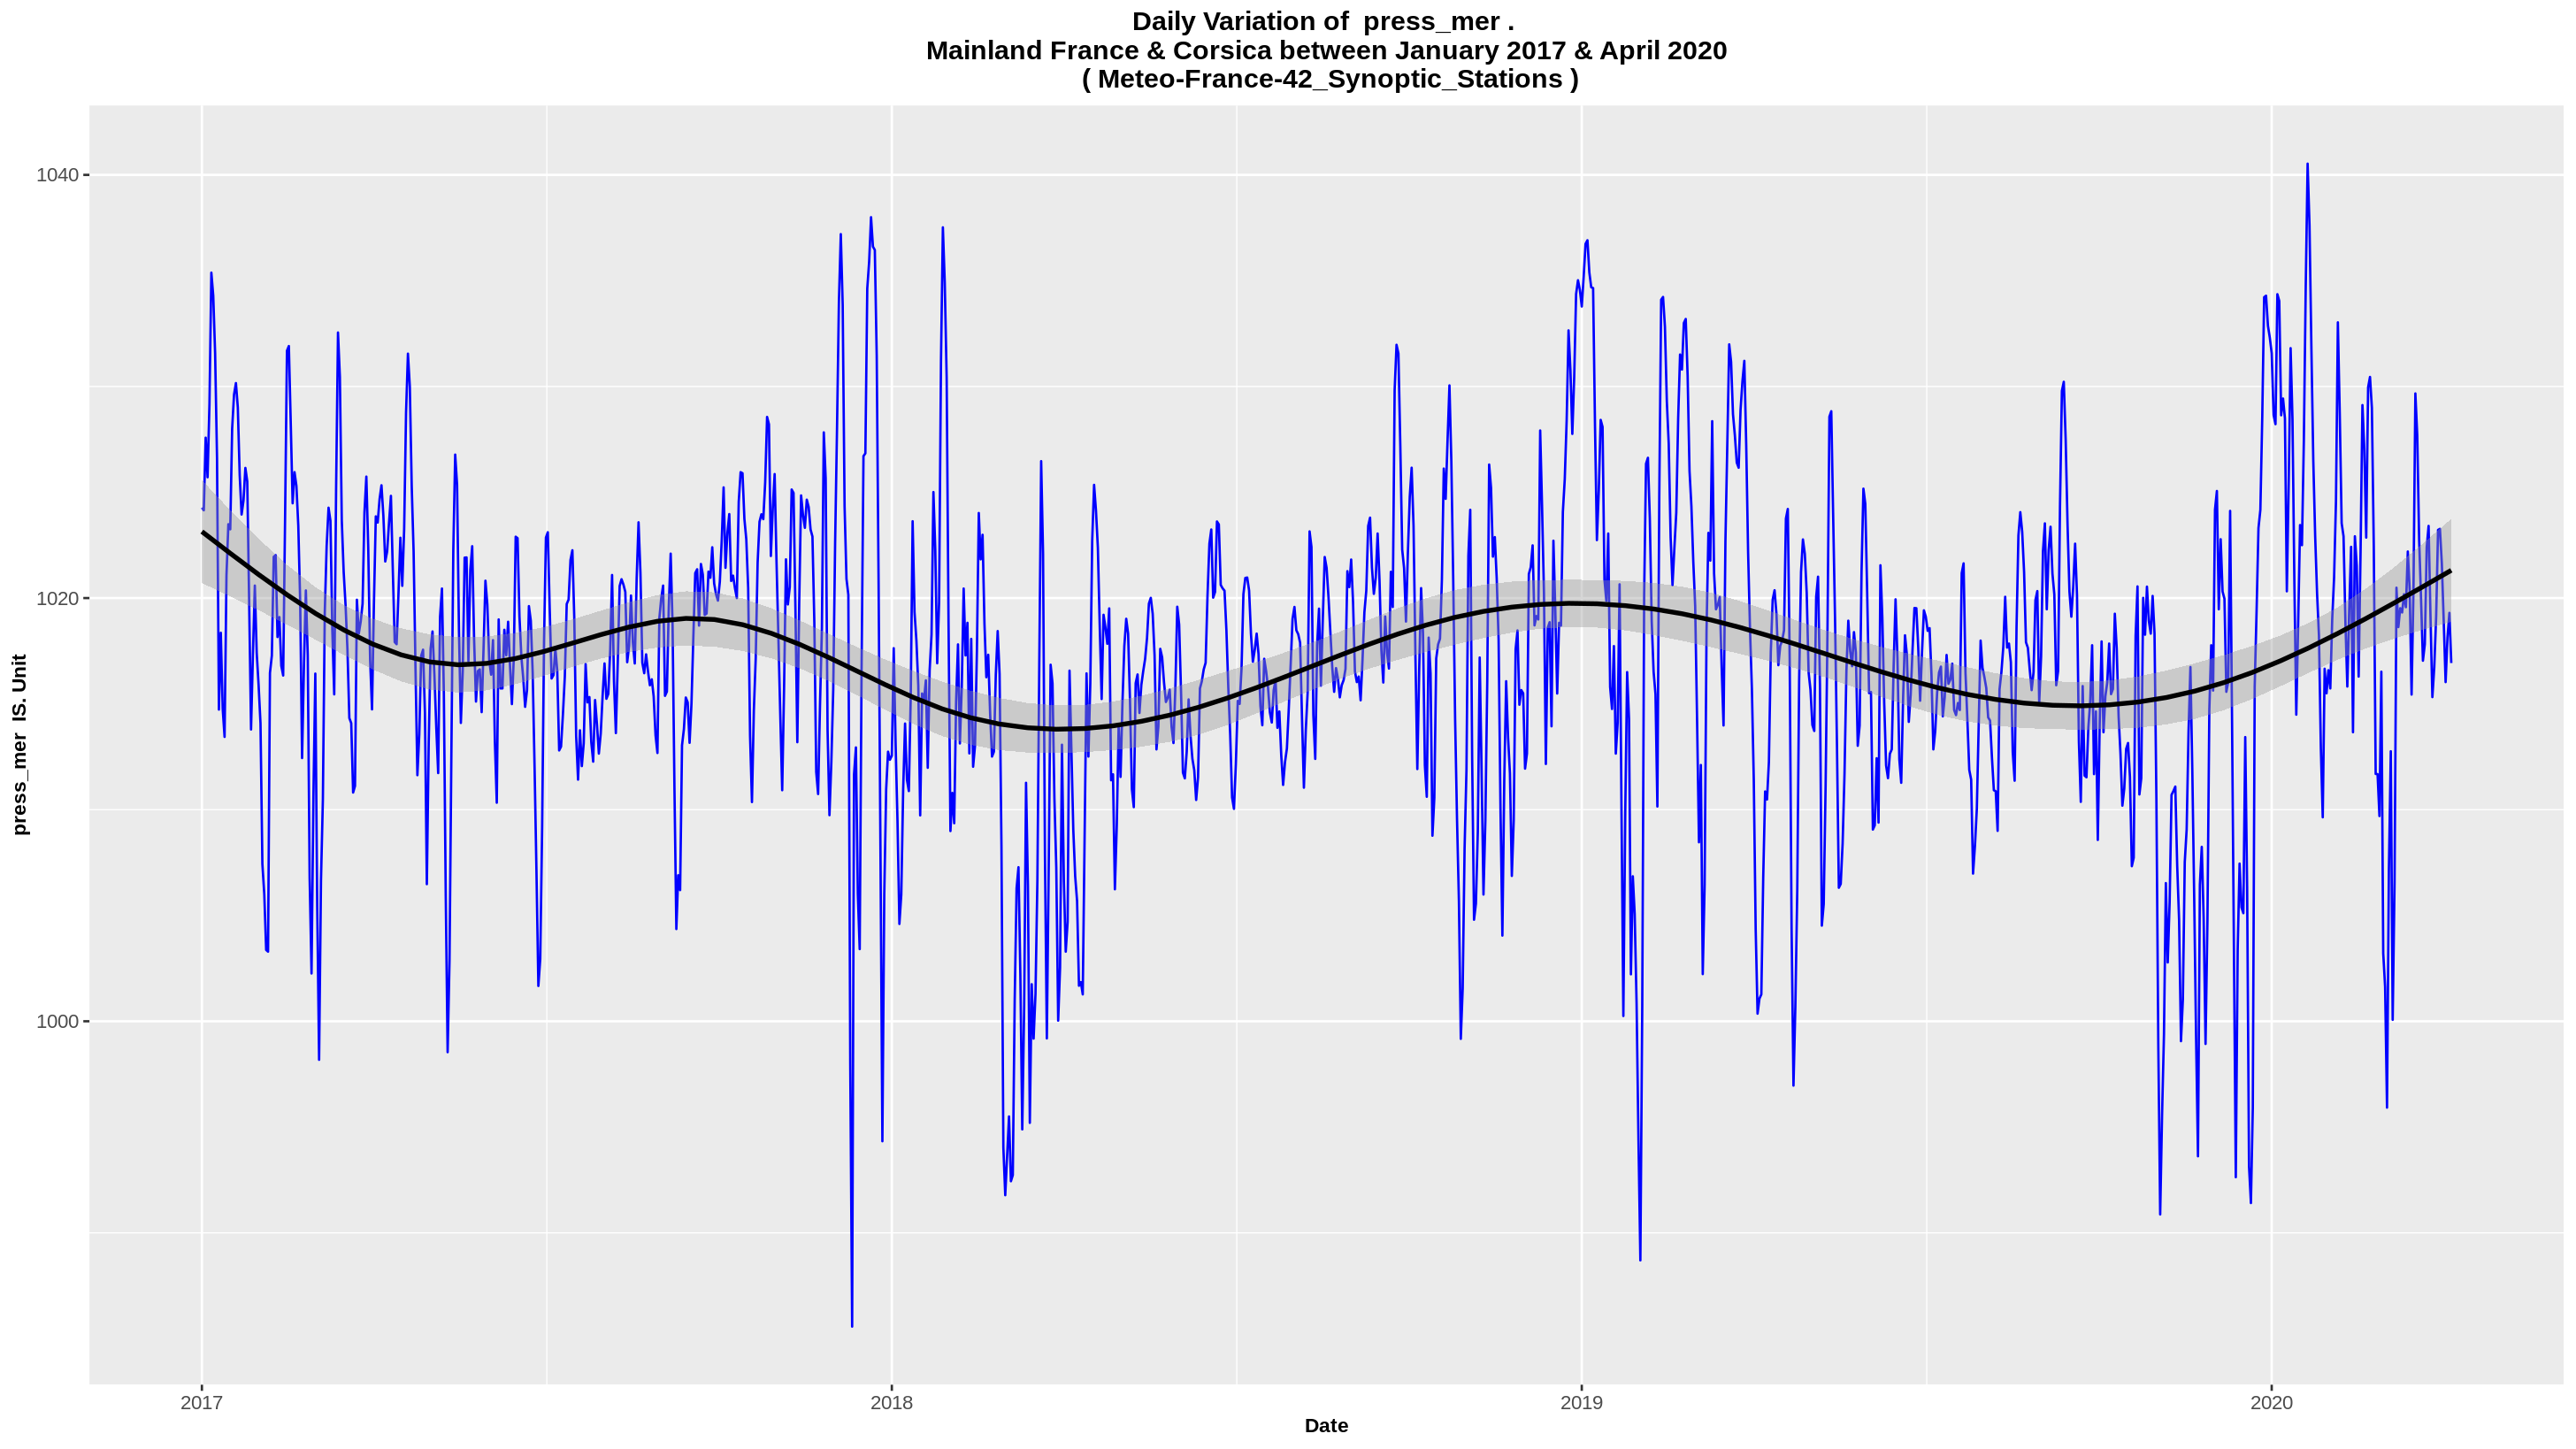 Daily Variation of  press_mer .
Mainland France & Corsica between January 2017 & April 2020
( Meteo-France-42_Synoptic_Stations )
press_mer  IS. Unit
1040
1020
1000
2017
2018
2019
2020
Date